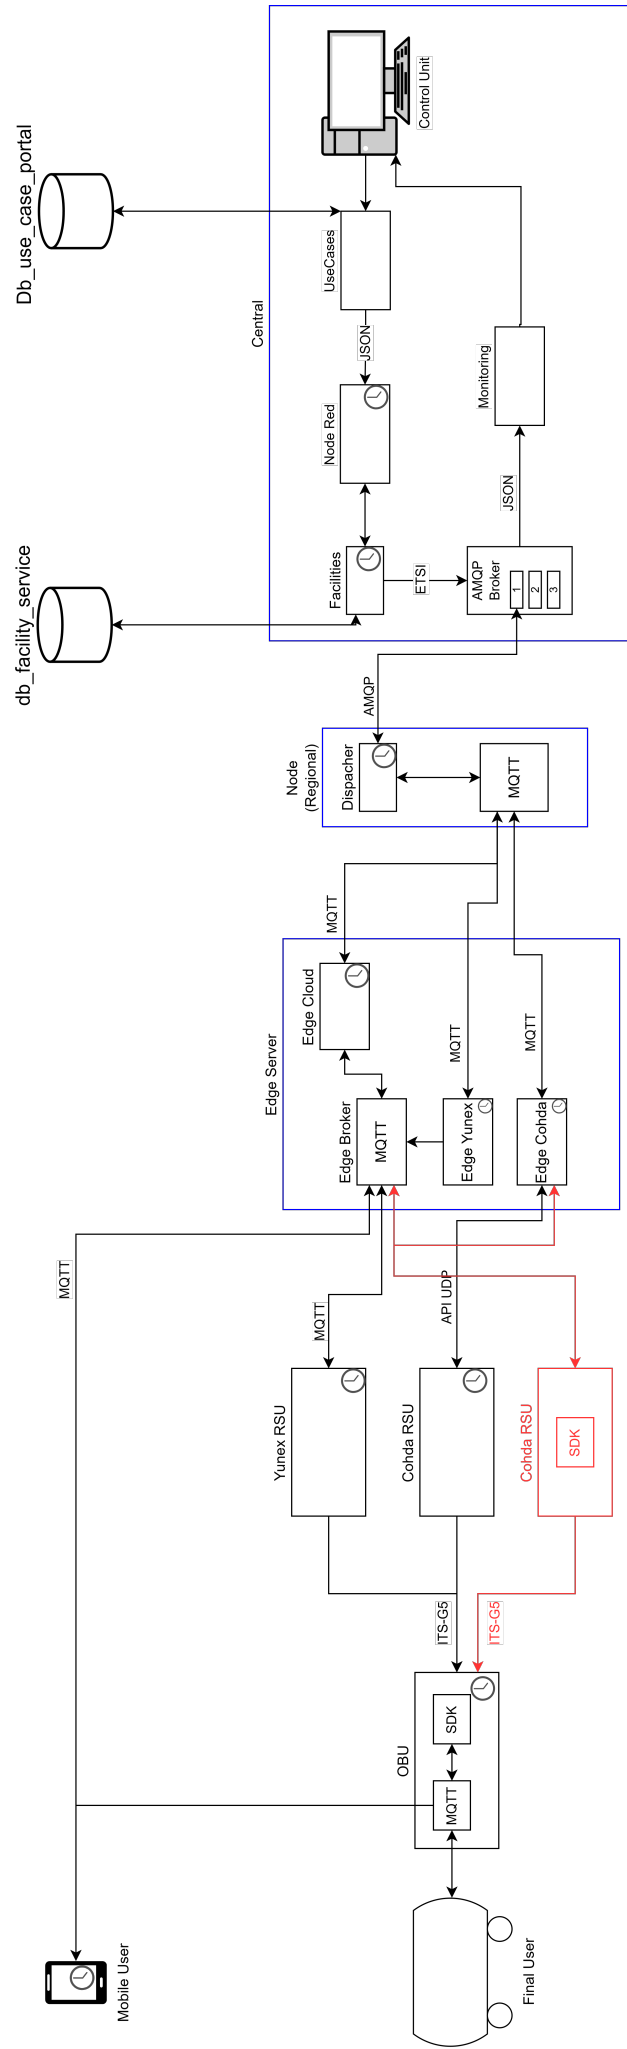 Mobile User
MQTT
db_facility_service
Db_use_case_portal
Final User
OBU
MQTT
SDK
ITS-G5
ITS-G5
Yunex RSU
Cohda RSU
Cohda RSU
SDK
MQTT
API UDP
Edge Server
Edge Broker
MQTT
Edge Cloud
Edge Yunex
Edge Cohda
MQTT
MQTT
MQTT
Node
(Regional)
Dispacher
MQTT
AMQP
Central
Facilities
Node Red
JSON
UseCases
Control Unit
ETSI
AMQP
Broker
1
2
3
JSON
Monitoring